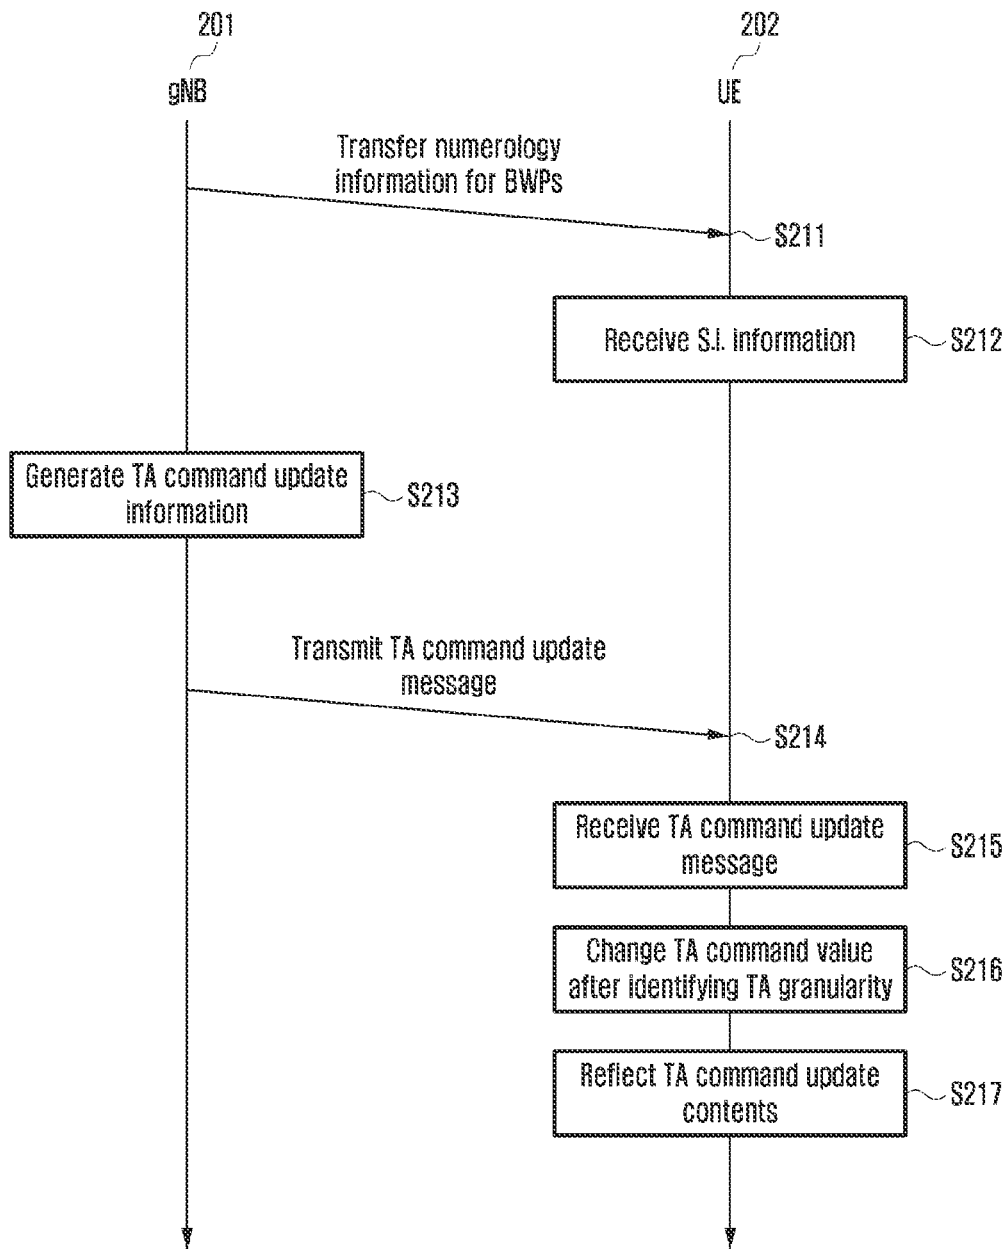 201
202
gNB
UE
Transfer numerology
information for BWPs
S211
Receive S.I. information
S212
Generate TA command update
information
S213
Transmit TA command update
message
S214
Receive TA command update
message
S215
Change TA command value
after identifying TA granularity
S216
Reflect TA command update
contents
S217